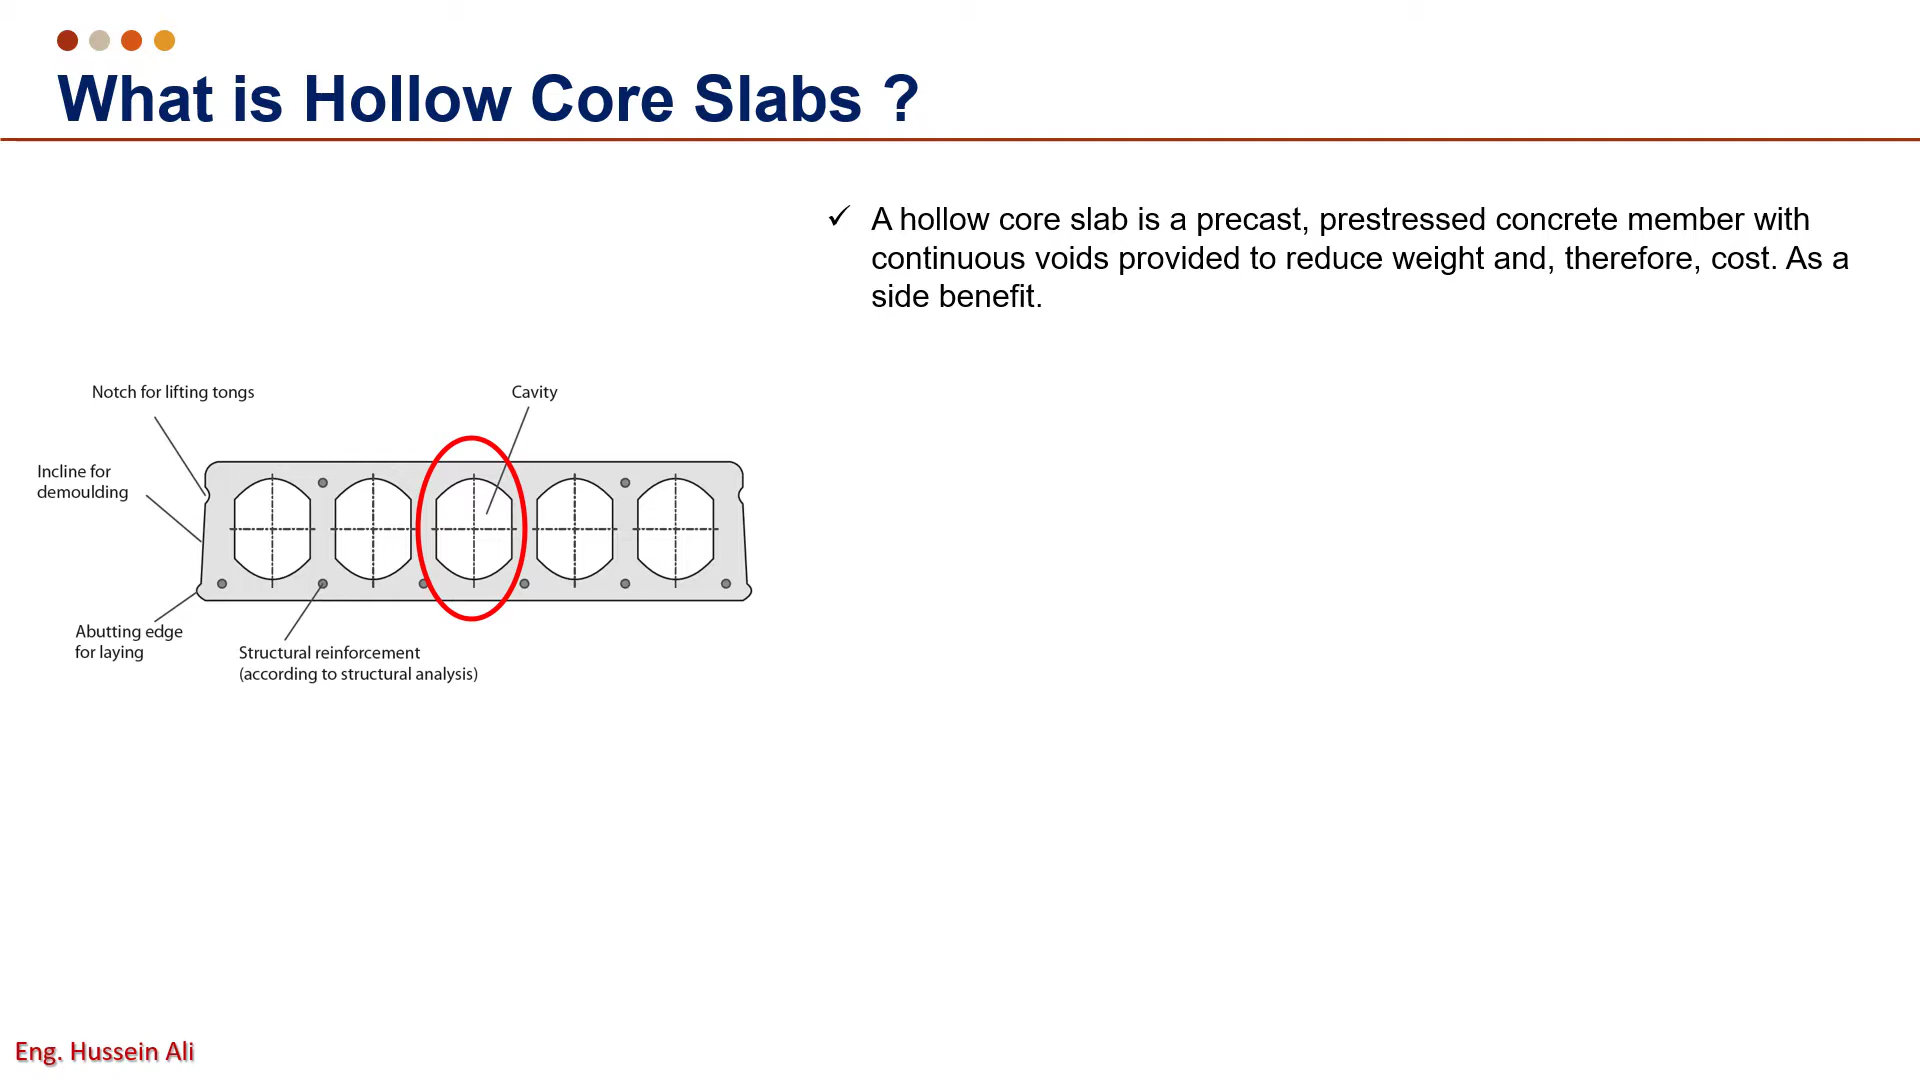 What is Hollow Core Slabs ?
✓ A hollow core slab is a precast, prestressed concrete member with
continuous voids provided to reduce weight and, therefore, cost. As a
side benefit.
Notch for lifting tongs
Cavity
Incline for
demoulding
Abutting edge
for laying
Structural reinforcement
(according to structural analysis)
Eng. Hussein Ali